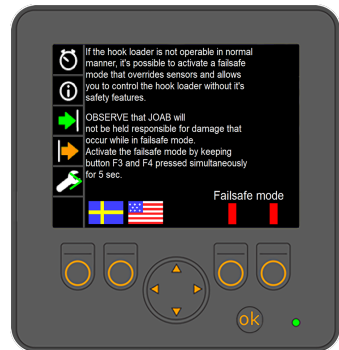 If the hook loader is not operable in normal
manner, it's possible to activate a failsafe
mode that overrides sensors and allows
you to control the hook loader without it's
safety features.
OBSERVE that JOAB will
not be held responsible for damage that
occur while in failsafe mode.
Activate the failsafe mode by keeping
button F3 and F4 pressed simultaneously
for 5 sec.
Failsafe mode
ok